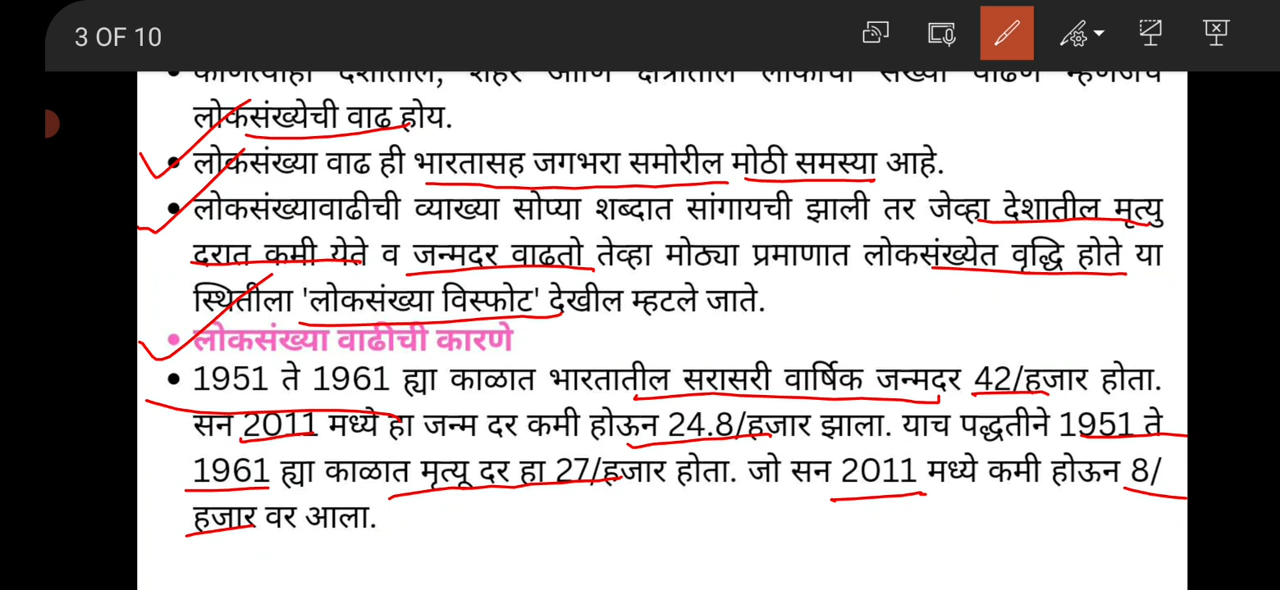 3 OF 10
लोकसंख्येची वाढ होय.
• लोकसंख्या वाढ ही भारतासह जगभरा समोरील मोठी समस्या आहे.
• लोकसंख्यावाढीची व्याख्या सोप्या शब्दात सांगायची झाली तर जेव्हा देशातील मृत्यु
दरात कमी येते व जन्मदर वाढतो तेव्हा मोठ्या प्रमाणात लोकसंख्येत वृद्धि होते या
स्थितीला 'लोकसंख्या विस्फोट' देखील म्हटले जाते.
• लोकसंख्या वाढीची कारणे
• 1951 ते 1961 ह्या काळात भारतातील सरासरी वार्षिक जन्मदर 42/हजार होता.
सन 2011 मध्ये हा जन्म दर कमी होऊन 24.8/हजार झाला. याच पद्धतीने 1951 ते
1961 ह्या काळात मृत्यू दर हा 27/हजार होता. जो सन 2011 मध्ये कमी होऊन 8/
हजार वर आला.